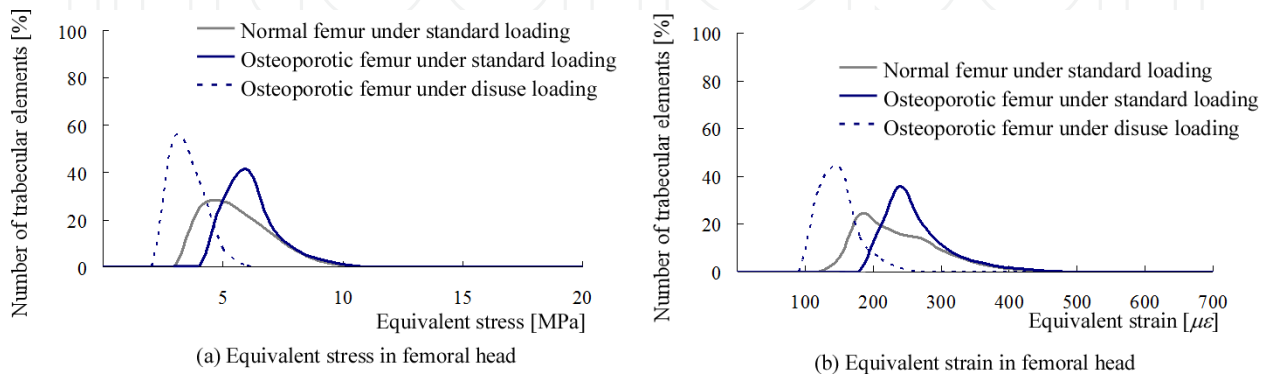 Number of trabecular elements [%]
100
80
60
40
20
0
Normal femur under standard loading
Osteoporotic femur under standard loading
Osteoporotic femur under disuse loading
5
10
15
20
Equivalent stress [MPa]
(a) Equivalent stress in femoral head
Number of trabecular elements [%]
100
80
60
40
20
0
Normal femur under standard loading
Osteoporotic femur under standard loading
Osteoporotic femur under disuse loading
100
200
300
400
500
600
700
Equivalent strain [με]
(b) Equivalent strain in femoral head